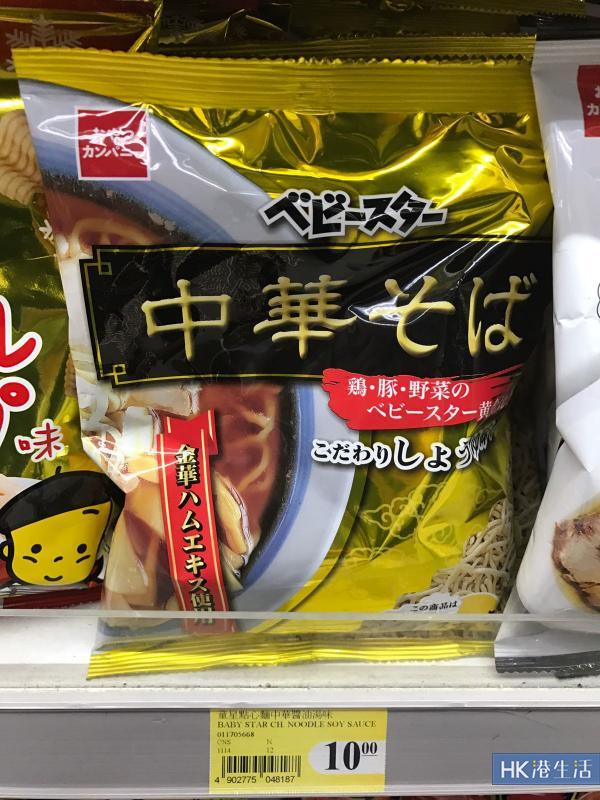 おやつ
カンパニー
ベビースター
中華そば
鶏・豚・野菜の
ベビースター黄
こだわりしょ
金華ハムエキス使用
味
この商品は
童星點心麵中華醬油湯味
BABY STAR CH. NOODLE SOY SAUCE
011705668
CNS N
1114 12
10.00
4 902775 048187
HK港生活